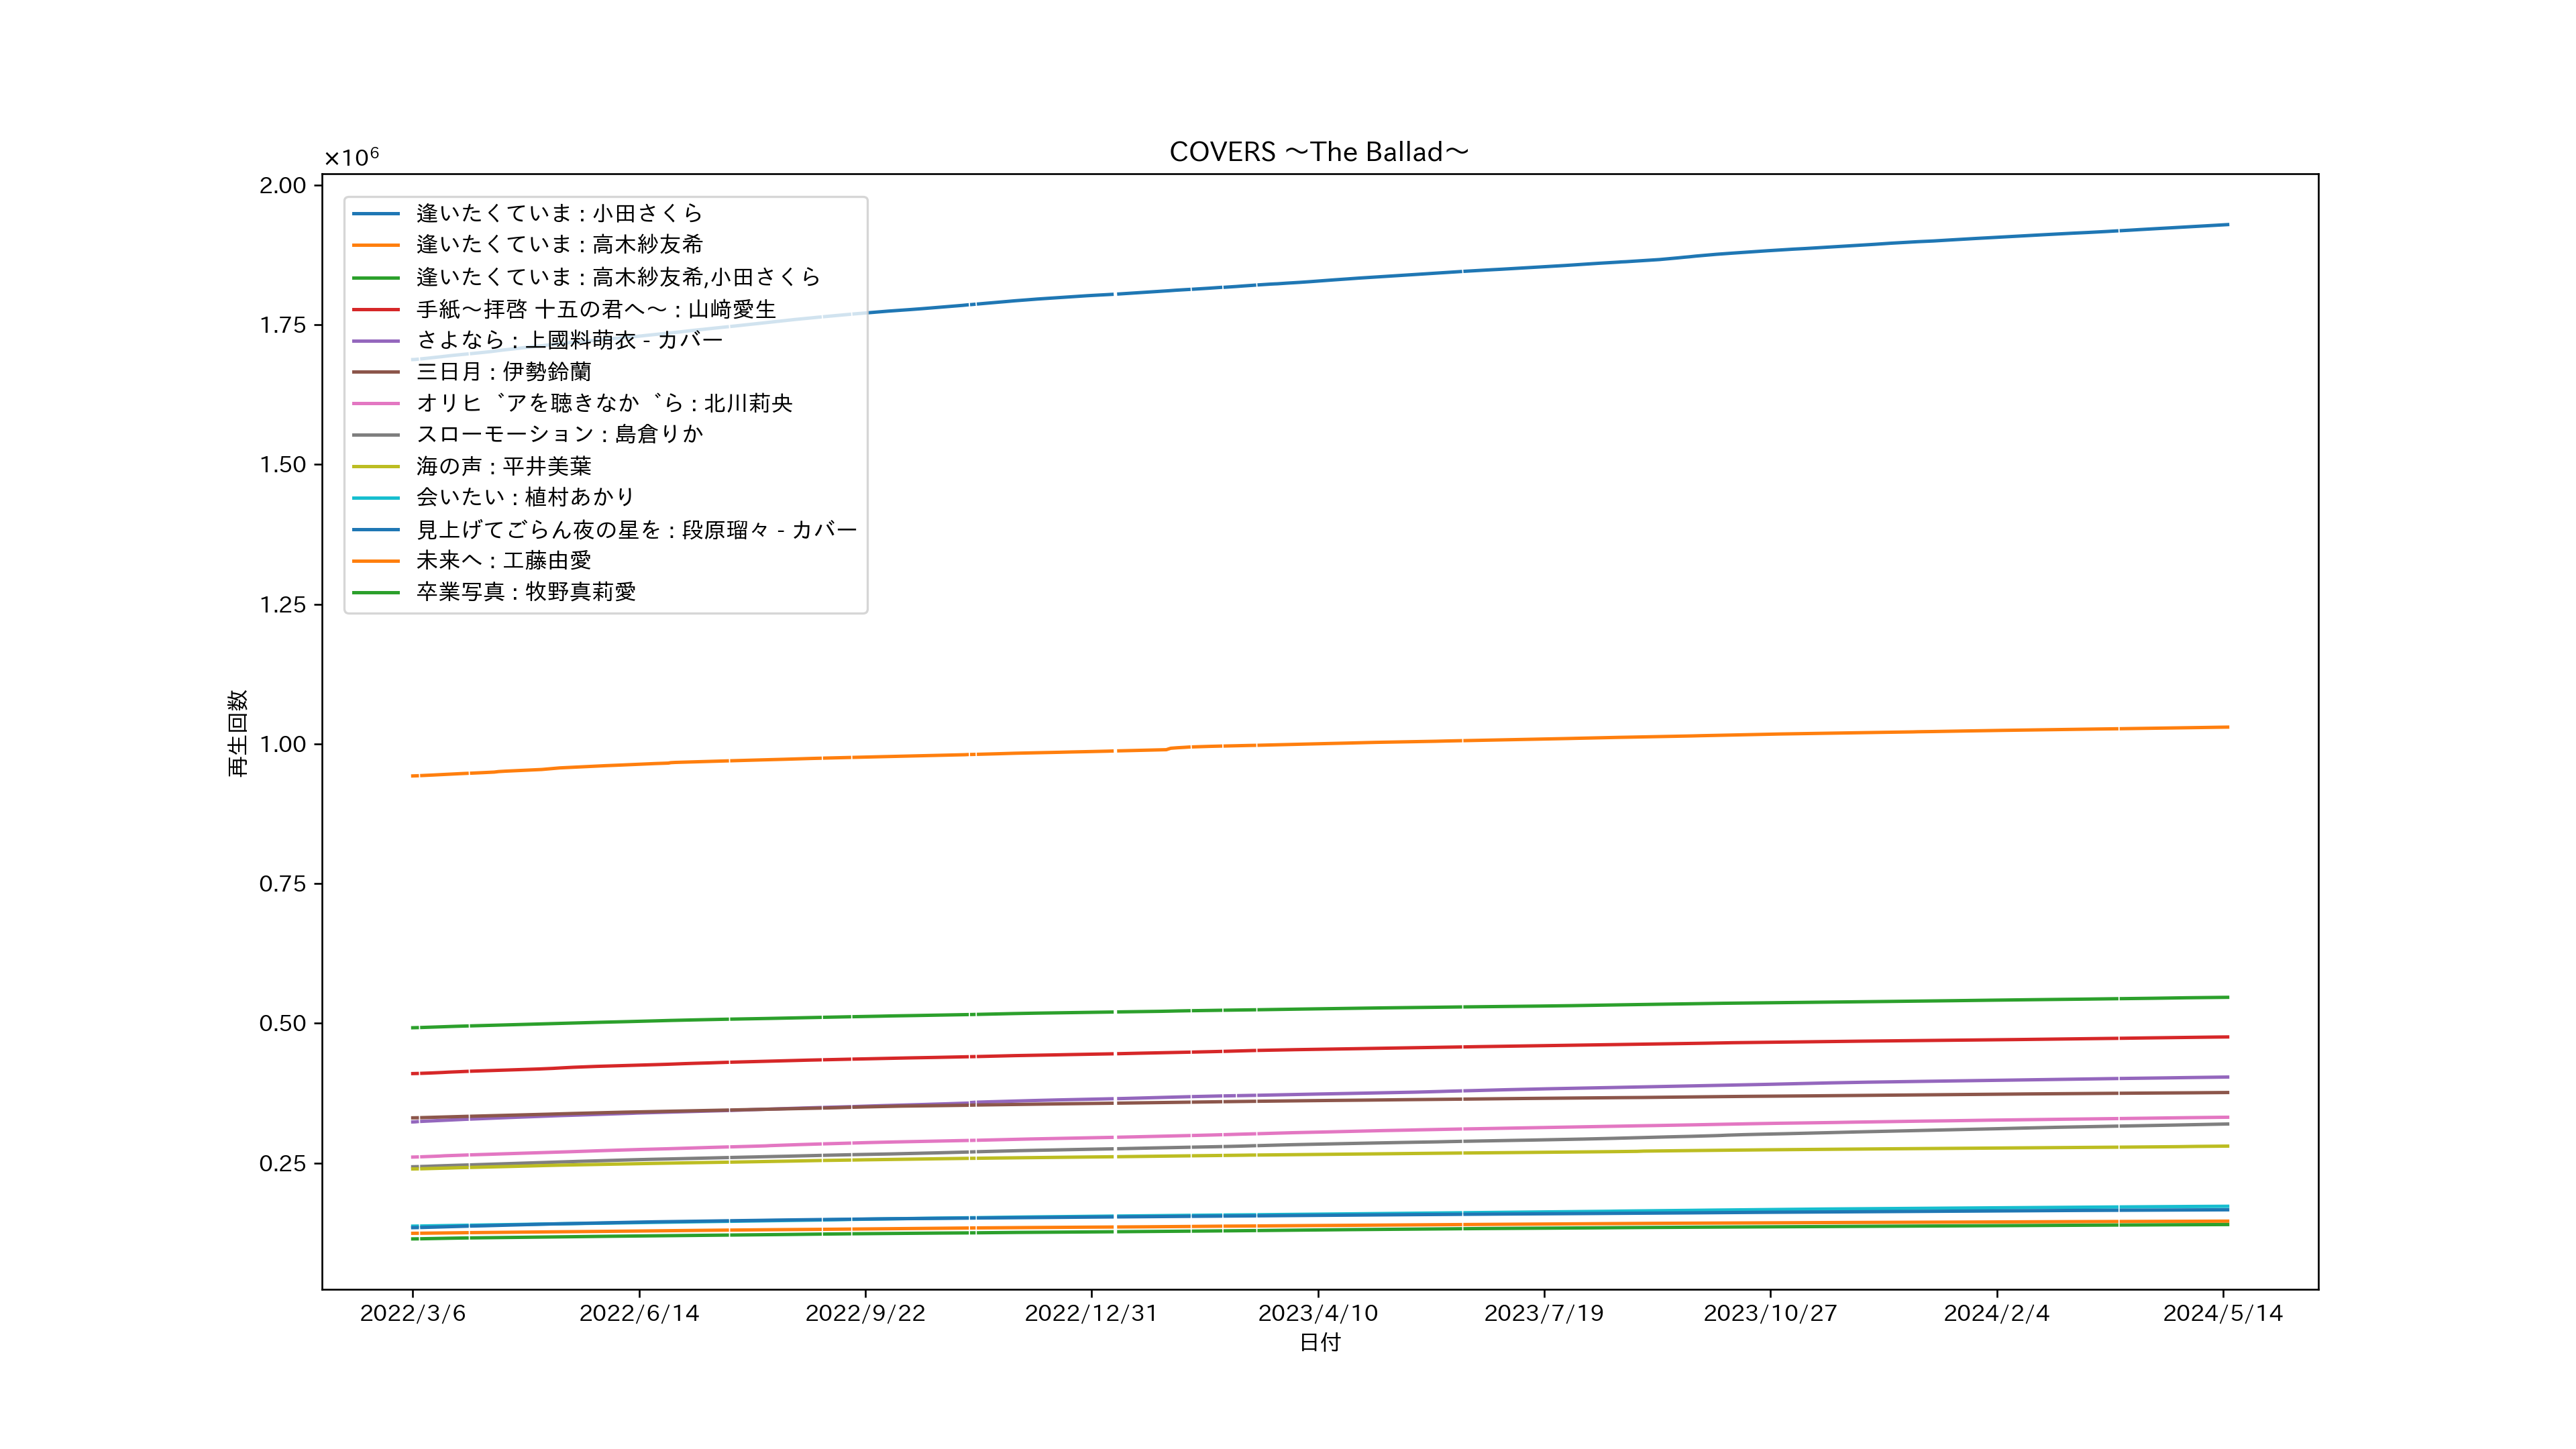 COVERS ～The Ballad～
×10⁶
2.00
1.75
1.50
1.25
1.00
0.75
0.50
0.25
再生回数
逢いたくていま : 小田さくら
逢いたくていま : 高木紗友希
逢いたくていま : 高木紗友希,小田さくら
手紙～拝啓 十五の君へ～ : 山﨑愛生
さよなら : 上國料萌衣 - カバー
三日月 : 伊勢鈴蘭
オリヒ゛アを聴きなか゛ら : 北川莉央
スローモーション : 島倉りか
海の声 : 平井美葉
会いたい : 植村あかり
見上げてごらん夜の星を : 段原瑠々 - カバー
未来へ : 工藤由愛
卒業写真 : 牧野真莉愛
2022/3/6 2022/6/14 2022/9/22 2022/12/31 2023/4/10 2023/7/19 2023/10/27 2024/2/4 2024/5/14
日付